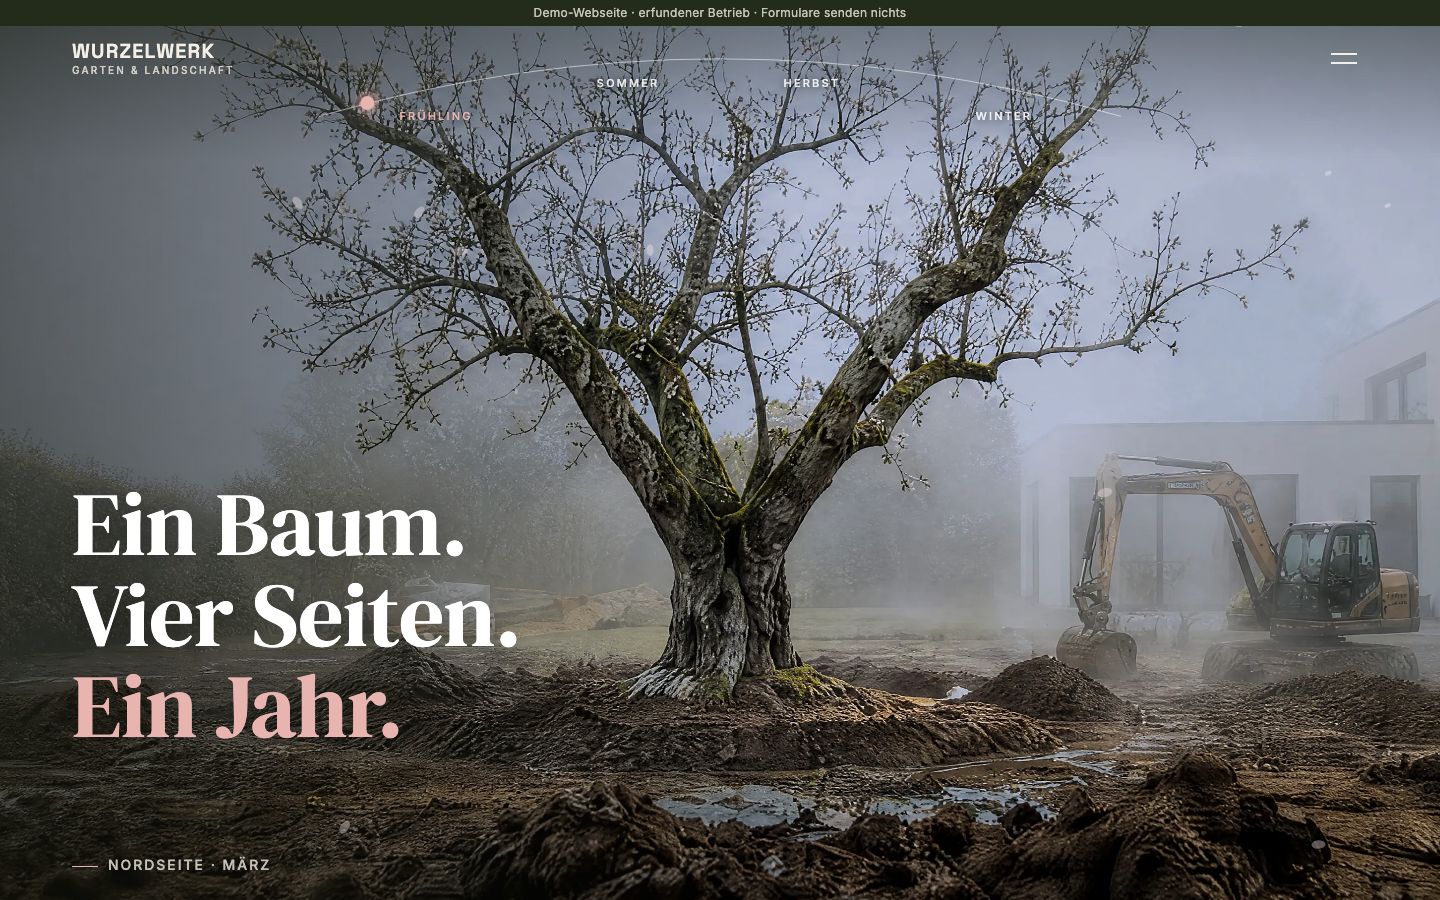 Demo-Webseite · erfundener Betrieb · Formulare senden nichts
WURZELWERK
GARTEN & LANDSCHAFT
SOMMER
HERBST
FRÜHLING
WINTER
Ein Baum.
Vier Seiten.
Ein Jahr.
NORDSEITE · MÄRZ